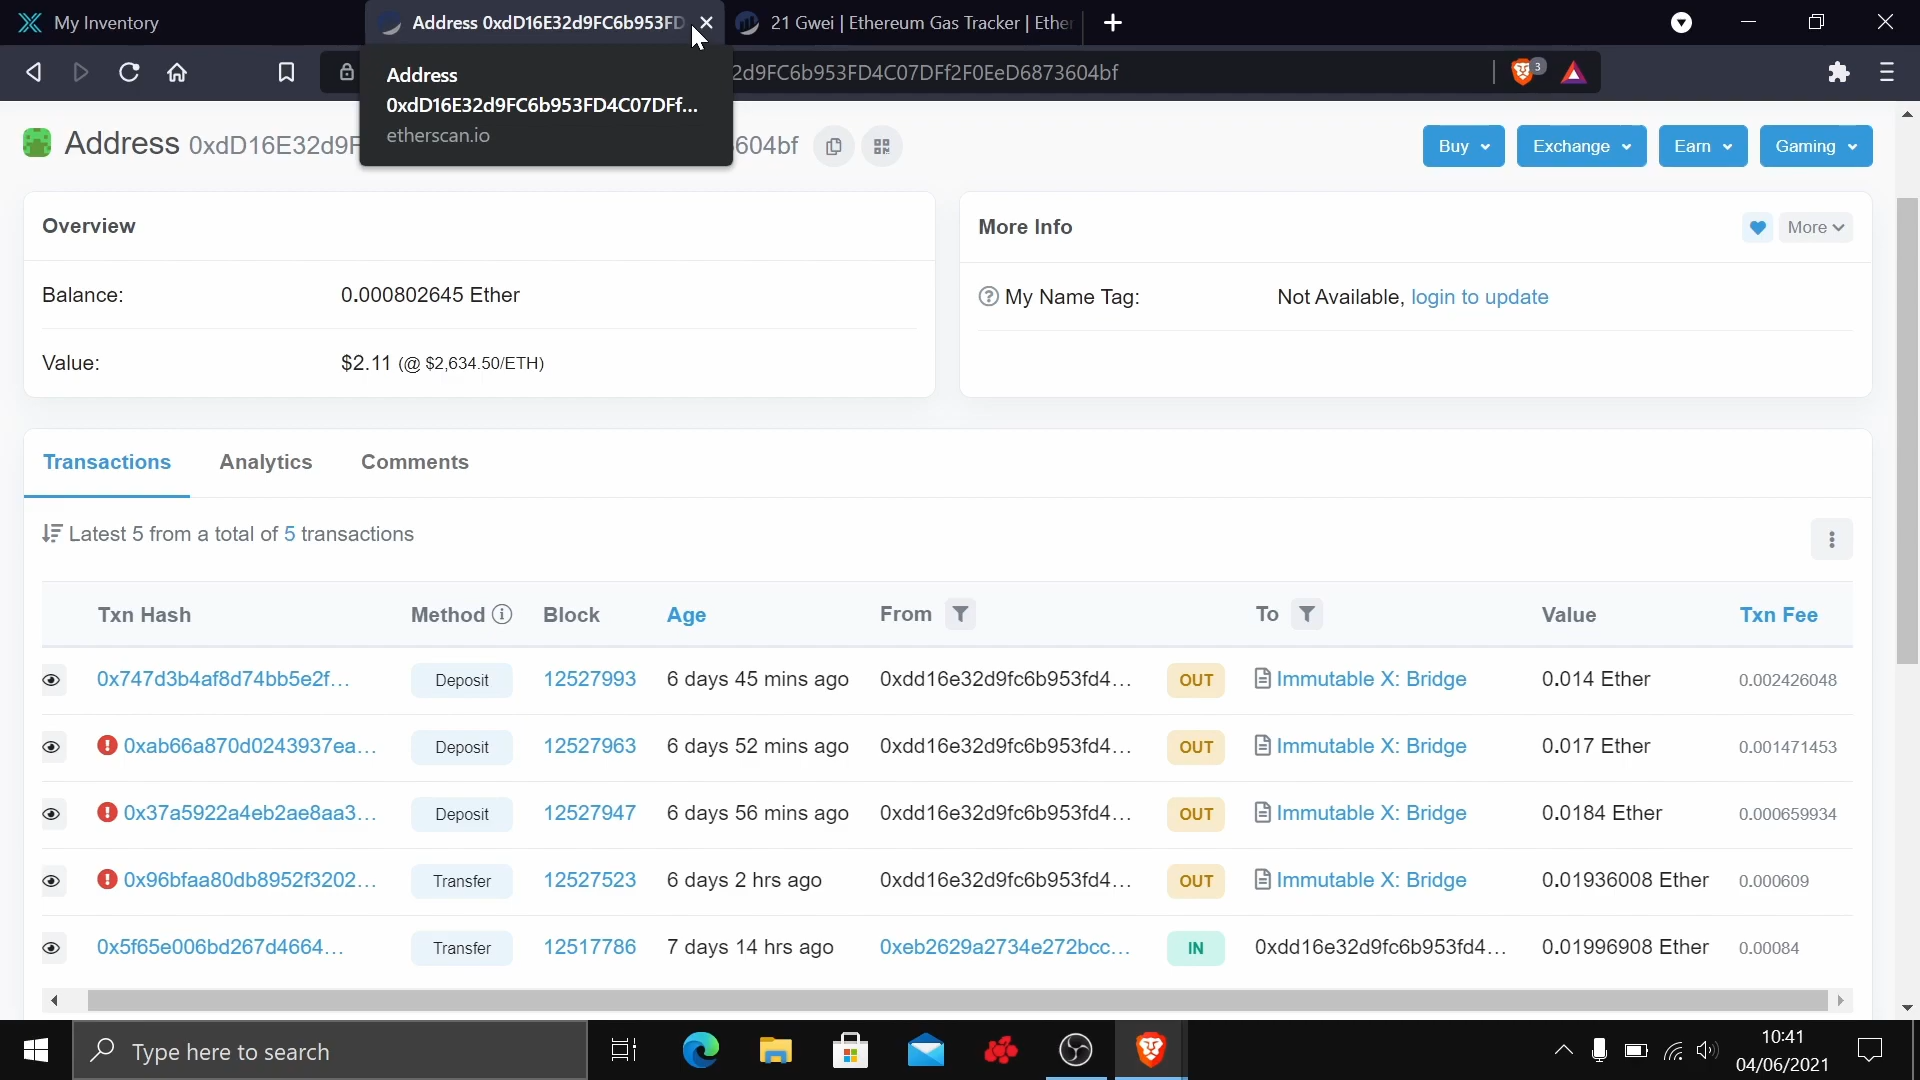 My Inventory
Address 0xdD16E32d9FC6b953FD
21 Gwei | Ethereum Gas Tracker | Ether
2d9FC6b953FD4C07DFf2F0EeD6873604bf
3
Address
0xdD16E32d9FC6b953FD4C07DFf...
etherscan.io
Address 0xdD16E32d9F
604bf
Buy
Exchange
Earn
Gaming
Overview
Balance: 0.000802645 Ether
Value: $2.11 (@ $2,634.50/ETH)
More Info
More
My Name Tag: Not Available, login to update
Transactions Analytics Comments
Latest 5 from a total of 5 transactions
Txn Hash Method Block Age From To Value Txn Fee
0x747d3b4af8d74bb5e2f... Deposit 12527993 6 days 45 mins ago 0xdd16e32d9fc6b953fd4... OUT Immutable X: Bridge 0.014 Ether 0.002426048
0xab66a870d0243937ea... Deposit 12527963 6 days 52 mins ago 0xdd16e32d9fc6b953fd4... OUT Immutable X: Bridge 0.017 Ether 0.001471453
0x37a5922a4eb2ae8aa3... Deposit 12527947 6 days 56 mins ago 0xdd16e32d9fc6b953fd4... OUT Immutable X: Bridge 0.0184 Ether 0.000659934
0x96bfaa80db8952f3202... Transfer 12527523 6 days 2 hrs ago 0xdd16e32d9fc6b953fd4... OUT Immutable X: Bridge 0.01936008 Ether 0.000609
0x5f65e006bd267d4664... Transfer 12517786 7 days 14 hrs ago 0xeb2629a2734e272bcc... IN 0xdd16e32d9fc6b953fd4... 0.01996908 Ether 0.00084
Type here to search
10:41
04/06/2021